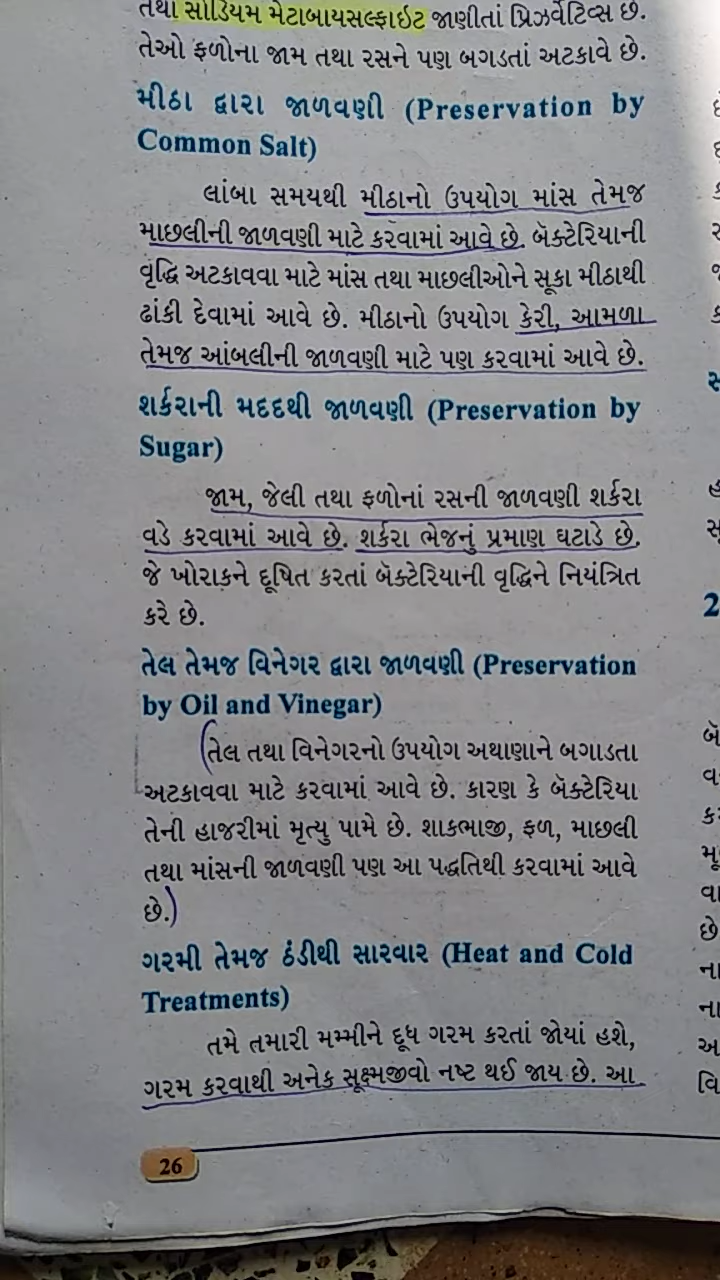 તથા સોડિયમ મેટાબાયસલ્ફાઇટ જાણીતાં પ્રિઝર્વેટિવ્સ છે.
તેઓ ફળોના જામ તથા રસને પણ બગડતાં અટકાવે છે.
મીઠા દ્વારા જાળવણી (Preservation by
Common Salt)
લાંબા સમયથી મીઠાનો ઉપયોગ માંસ તેમજ
માછલીની જાળવણી માટે કરવામાં આવે છે. બૅક્ટેરિયાની
વૃદ્ધિ અટકાવવા માટે માંસ તથા માછલીઓને સૂકા મીઠાથી
ઢાંકી દેવામાં આવે છે. મીઠાનો ઉપયોગ કેરી, આમળા
તેમજ આંબલીની જાળવણી માટે પણ કરવામાં આવે છે.
શર્કરાની મદદથી જાળવણી (Preservation by
Sugar)
જામ, જેલી તથા ફળોનાં રસની જાળવણી શર્કરા
વડે કરવામાં આવે છે. શર્કરા ભેજનું પ્રમાણ ઘટાડે છે.
જે ખોરાકને દૂષિત કરતાં બૅક્ટેરિયાની વૃદ્ધિને નિયંત્રિત
કરે છે.
તેલ તેમજ વિનેગર દ્વારા જાળવણી (Preservation
by Oil and Vinegar)
(તેલ તથા વિનેગરનો ઉપયોગ અથાણાને બગાડતા
અટકાવવા માટે કરવામાં આવે છે. કારણ કે બૅક્ટેરિયા
તેની હાજરીમાં મૃત્યુ પામે છે. શાકભાજી, ફળ, માછલી
તથા માંસની જાળવણી પણ આ પદ્ધતિથી કરવામાં આવે
છે.)
ગરમી તેમજ ઠંડીથી સારવાર (Heat and Cold
Treatments)
તમે તમારી મમ્મીને દૂધ ગરમ કરતાં જોયાં હશે,
ગરમ કરવાથી અનેક સૂક્ષ્મજીવો નષ્ટ થઈ જાય છે. આ
26